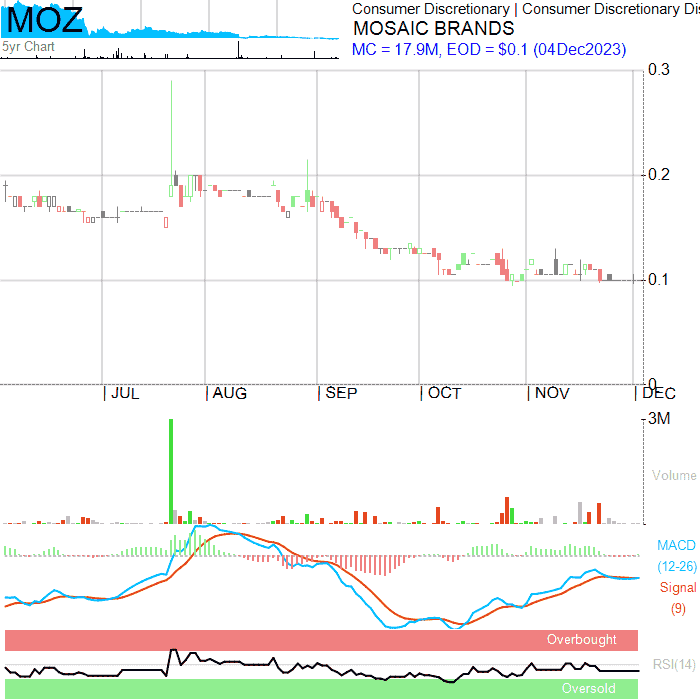 MOZ
5yr Chart
Consumer Discretionary | Consumer Discretionary Dis
MOSAIC BRANDS
MC = 17.9M, EOD = $0.1 (04Dec2023)
0.3
0.2
0.1
0
JUL AUG SEP OCT NOV DEC
3M
Volume
MACD
(12-26)
Signal
(9)
Overbought
RSI(14)
Oversold